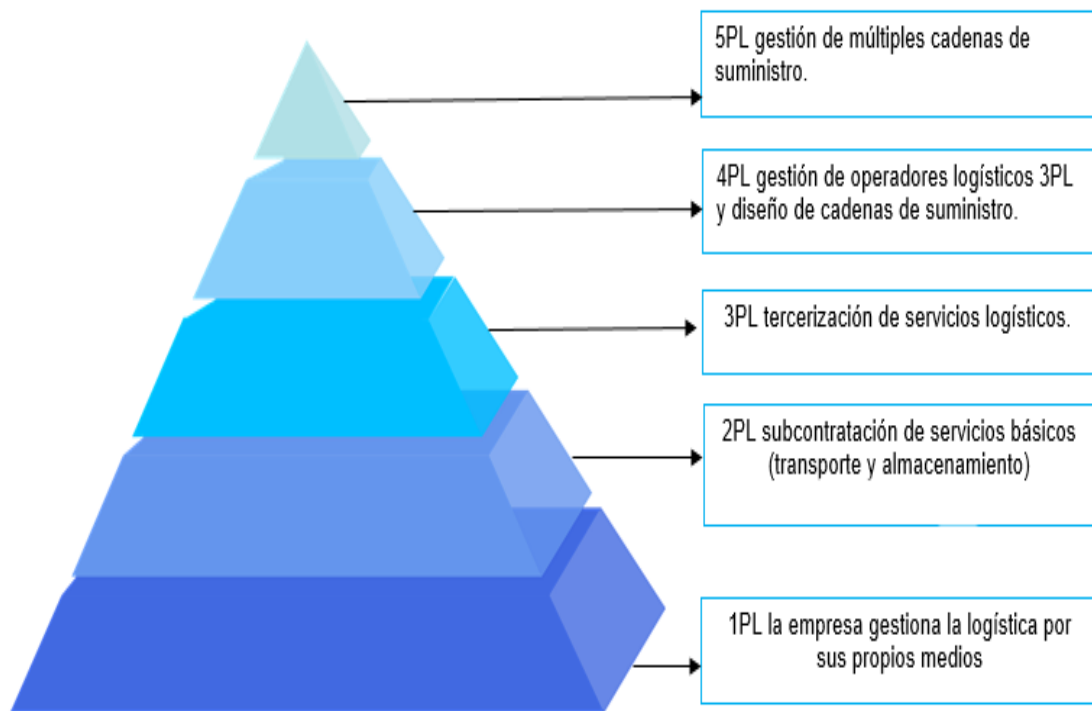 5PL gestión de múltiples cadenas de
suministro.
4PL gestión de operadores logísticos 3PL
y diseño de cadenas de suministro.
3PL tercerización de servicios logísticos.
2PL subcontratación de servicios básicos
(transporte y almacenamiento)
1PL la empresa gestiona la logística por
sus propios medios